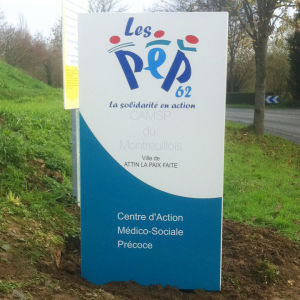 Les
PEP
62
La solidarité en action
CAMSP
du
Montreuillois
Ville de
ATTIN LA PAIX FAITE
Centre d'Action
Médico-Sociale
Précoce